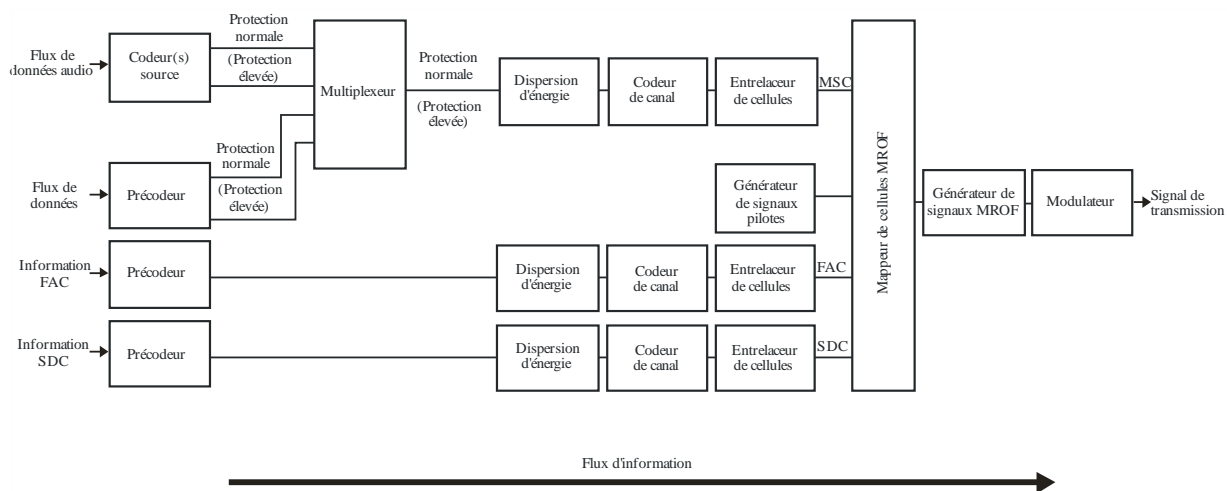 Flux de
données audio
Codeur(s)
source
Protection
normale
(Protection
élevée)
Multiplexeur
Protection
normale
(Protection
élevée)
Dispersion
d'énergie
Codeur
de canal
Entrelaceur
de cellules
MSC
Flux de
données
Précodeur
Protection
normale
(Protection
élevée)
Générateur
de signaux
pilotes
Mappeur de cellules MROF
Générateur de
signaux MROF
Modulateur
Signal de
transmission
Information
FAC
Précodeur
Dispersion
d'énergie
Codeur
de canal
Entrelaceur
de cellules
FAC
Information
SDC
Précodeur
Dispersion
d'énergie
Codeur
de canal
Entrelaceur
de cellules
SDC
Flux d'information